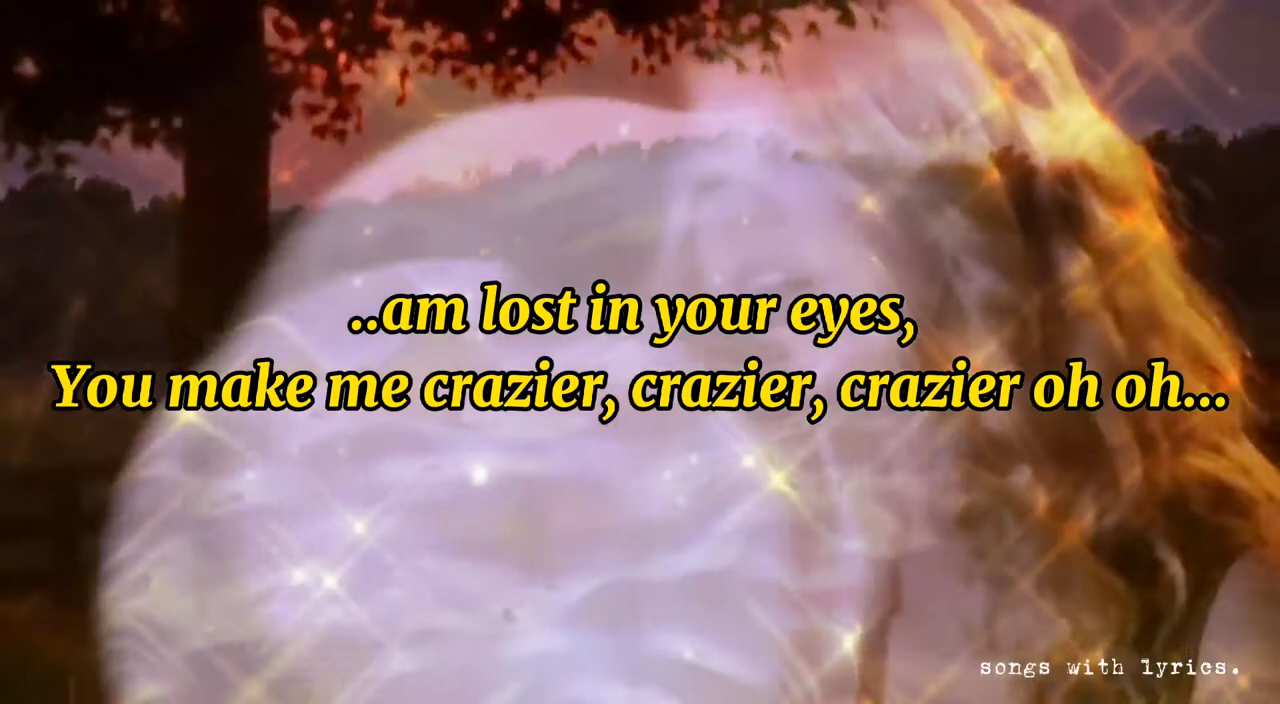 ..am lost in your eyes,
You make me crazier, crazier, crazier oh oh...
songs with lyrics.